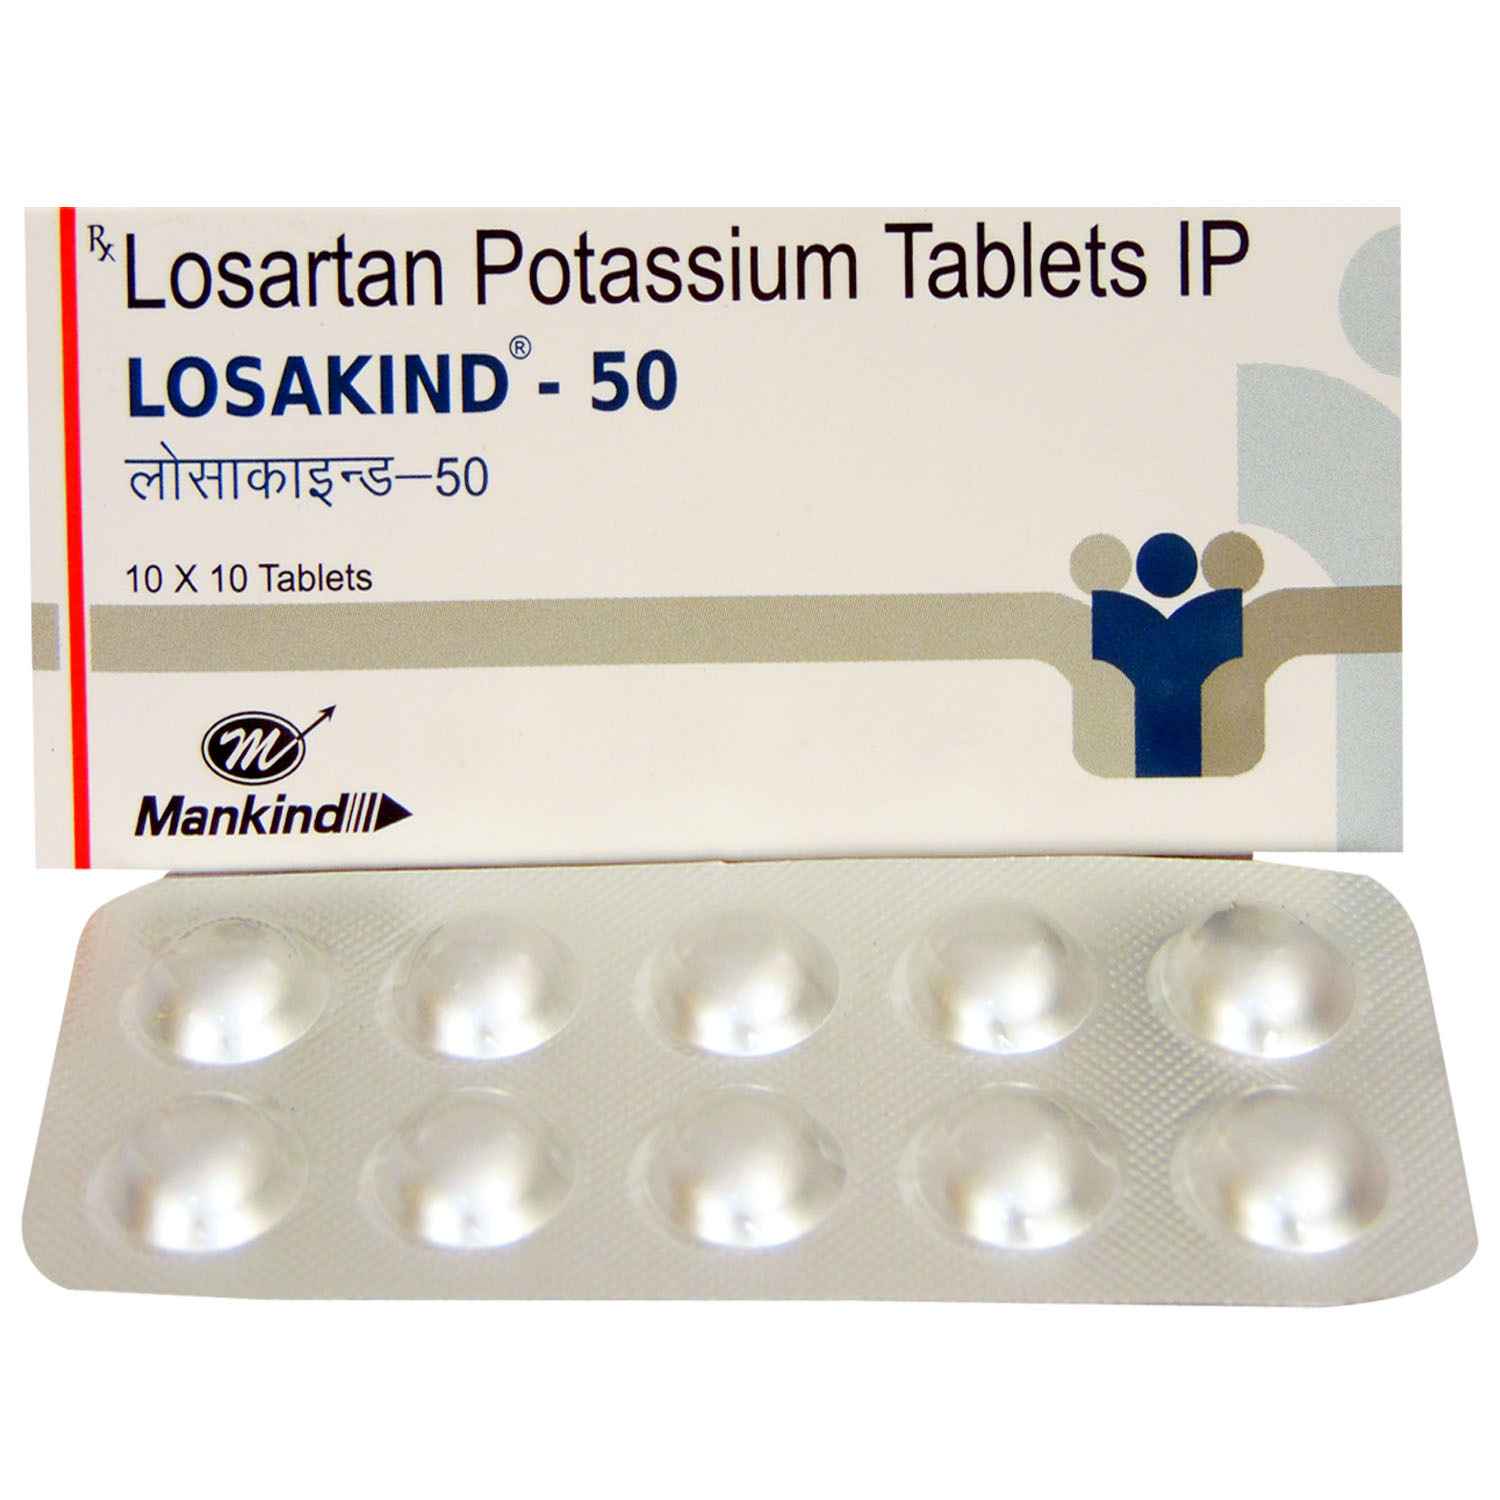 Rx Losartan Potassium Tablets IP
LOSAKIND® - 50
लोसाकाइन्ड–50
10 X 10 Tablets
m
Mankind